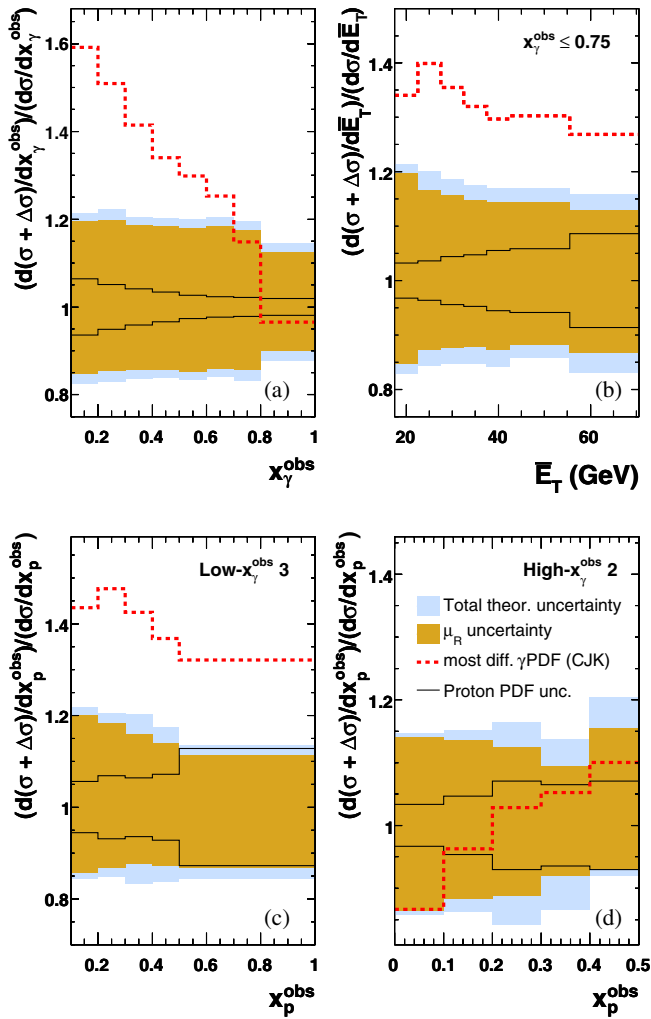 (d(σ + Δσ)/dx_γ^obs)/(dσ/dx_γ^obs)
1.6
1.4
1.2
1
0.8
(a)
0.2 0.4 0.6 0.8 1
x_γ^obs
(d(σ + Δσ)/dE̅_T)/(dσ/dE̅_T)
x_γ^obs ≤ 0.75
1.4
1.2
1
0.8
(b)
20 40 60
E̅_T (GeV)
(d(σ + Δσ)/dx_p^obs)/(dσ/dx_p^obs)
Low-x_γ^obs 3
1.4
1.2
1
0.8
(c)
0.2 0.4 0.6 0.8 1
x_p^obs
(d(σ + Δσ)/dx_p^obs)/(dσ/dx_p^obs)
High-x_γ^obs 2
1.4
Total theor. uncertainty
μ_R uncertainty
most diff. γPDF (CJK)
Proton PDF unc.
1.2
1
0.8
(d)
0 0.1 0.2 0.3 0.4 0.5
x_p^obs